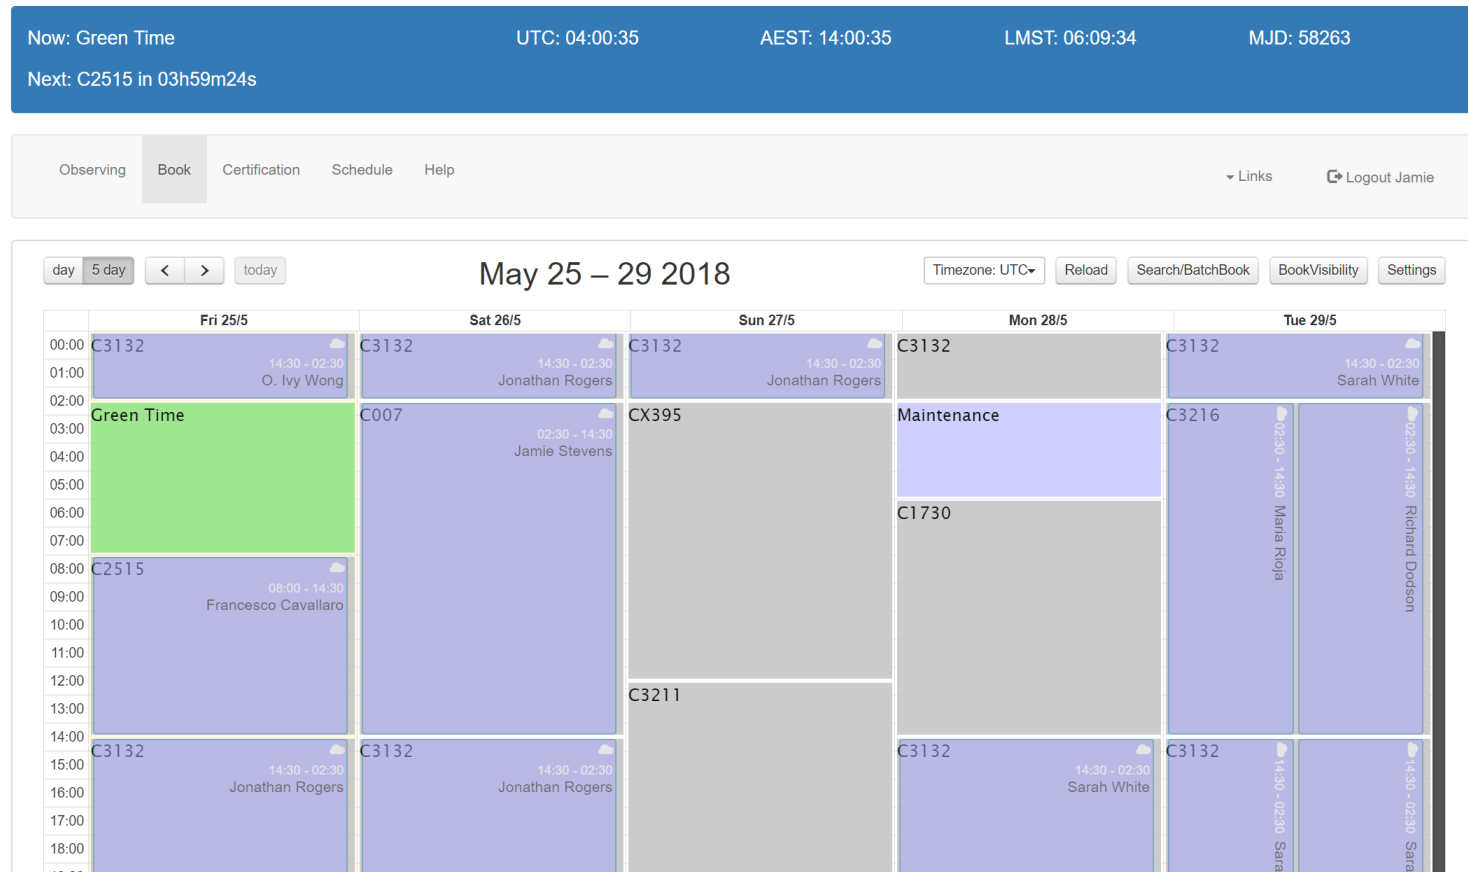 Now: Green Time
UTC: 04:00:35
AEST: 14:00:35
LMST: 06:09:34
MJD: 58263
Next: C2515 in 03h59m24s
Observing
Book
Certification
Schedule
Help
Links
Logout Jamie
day
5 day
today
May 25 – 29 2018
Timezone: UTC
Reload
Search/BatchBook
BookVisibility
Settings
Fri 25/5
Sat 26/5
Sun 27/5
Mon 28/5
Tue 29/5
00:00
01:00
02:00
03:00
04:00
05:00
06:00
07:00
08:00
09:00
10:00
11:00
12:00
13:00
14:00
15:00
16:00
17:00
18:00
C3132
14:30 - 02:30
O. Ivy Wong
Green Time
C2515
08:00 - 14:30
Francesco Cavallaro
C3132
14:30 - 02:30
Jonathan Rogers
C3132
14:30 - 02:30
Jonathan Rogers
C007
02:30 - 14:30
Jamie Stevens
C3132
14:30 - 02:30
Jonathan Rogers
C3132
14:30 - 02:30
Jonathan Rogers
CX395
C3211
C3132
Maintenance
C1730
C3132
14:30 - 02:30
Sarah White
C3132
14:30 - 02:30
Sarah White
C3216
02:30 - 14:30 Maria Rioja
02:30 - 14:30 Richard Dodson
C3132
14:30 - 02:30 Sara
14:30 - 02:30 Sara